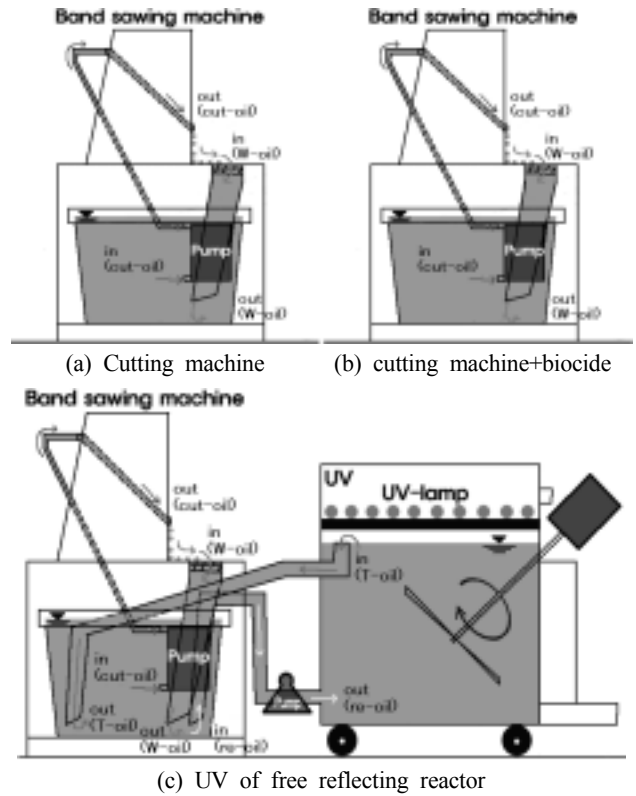 Band sawing machine
out
(cut-oil)
in
(W-oil)
Pump
in
(cut-oil)
out
(W-oil)
(a) Cutting machine
Band sawing machine
out
(cut-oil)
in
(W-oil)
Pump
in
(cut-oil)
out
(W-oil)
(b) cutting machine+biocide
Band sawing machine
out
(cut-oil)
in
(W-oil)
Pump
in
(cut-oil)
out
(T-oil)
out
(W-oil)
in
(re-oil)
UV
UV-lamp
in
(T-oil)
out
(re-oil)
(c) UV of free reflecting reactor